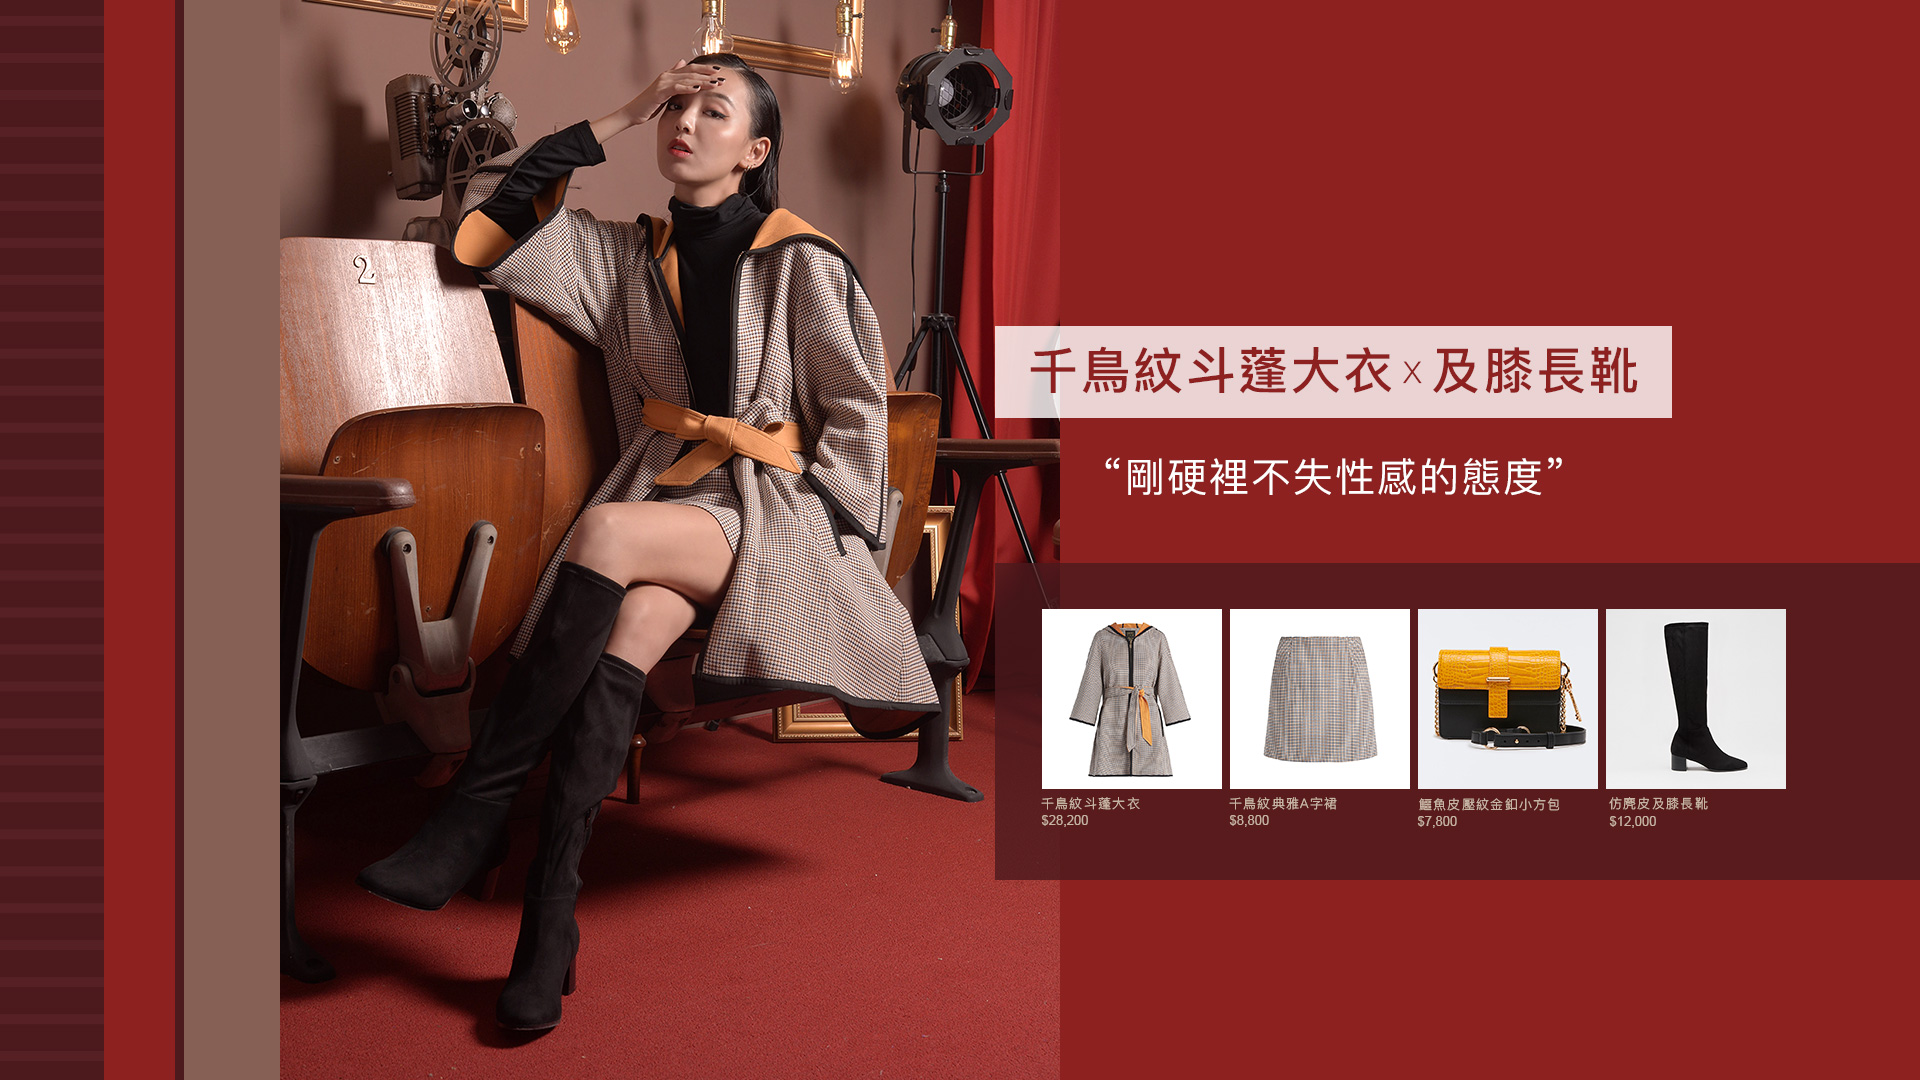 2
千鳥紋斗蓬大衣 x 及膝長靴
“剛硬裡不失性感的態度”
千鳥紋斗蓬大衣
$28,200
千鳥紋典雅A字裙
$8,800
鱷魚皮壓紋金釦小方包
$7,800
仿麂皮及膝長靴
$12,000